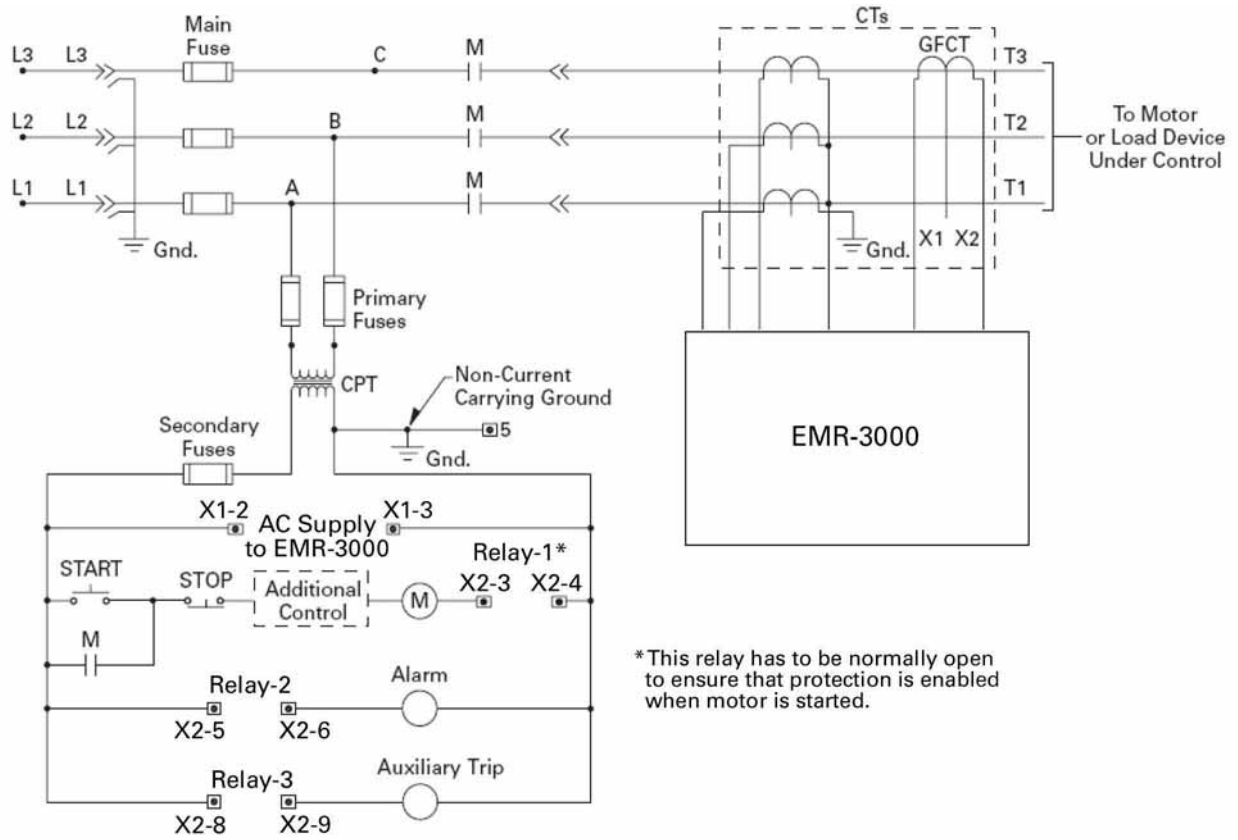 CTs
Main
Fuse
GFCT
L3
L3
C
M
T3
L2
L2
B
M
T2
To Motor
or Load Device
Under Control
L1
L1
A
M
T1
Gnd.
Gnd.
X1
X2
Primary
Fuses
CPT
Non-Current
Carrying Ground
5
Gnd.
Secondary
Fuses
EMR-3000
X1-2
AC Supply
to EMR-3000
X1-3
Relay-1*
START
STOP
Additional
Control
M
X2-3
X2-4
M
*This relay has to be normally open
to ensure that protection is enabled
when motor is started.
Relay-2
Alarm
X2-5
X2-6
Relay-3
Auxiliary Trip
X2-8
X2-9